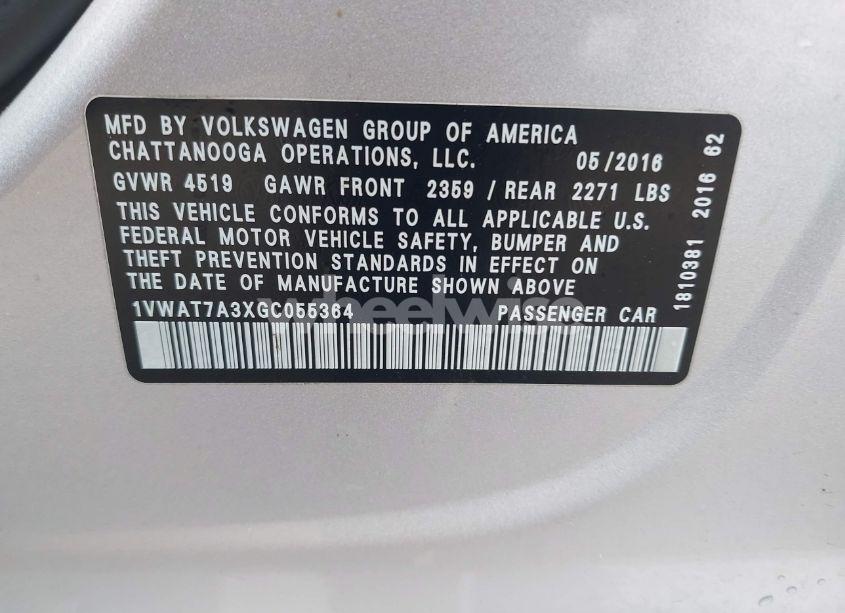 MFD BY VOLKSWAGEN GROUP OF AMERICA
CHATTANOOGA OPERATIONS, LLC. 05/2016
GVWR 4519 GAWR FRONT 2359 / REAR 2271 LBS
THIS VEHICLE CONFORMS TO ALL APPLICABLE U.S.
FEDERAL MOTOR VEHICLE SAFETY, BUMPER AND
THEFT PREVENTION STANDARDS IN EFFECT ON
THE DATE OF MANUFACTURE SHOWN ABOVE
1VWAT7A3XGC055364 PASSENGER CAR
1810381 2016 62
wheelwise